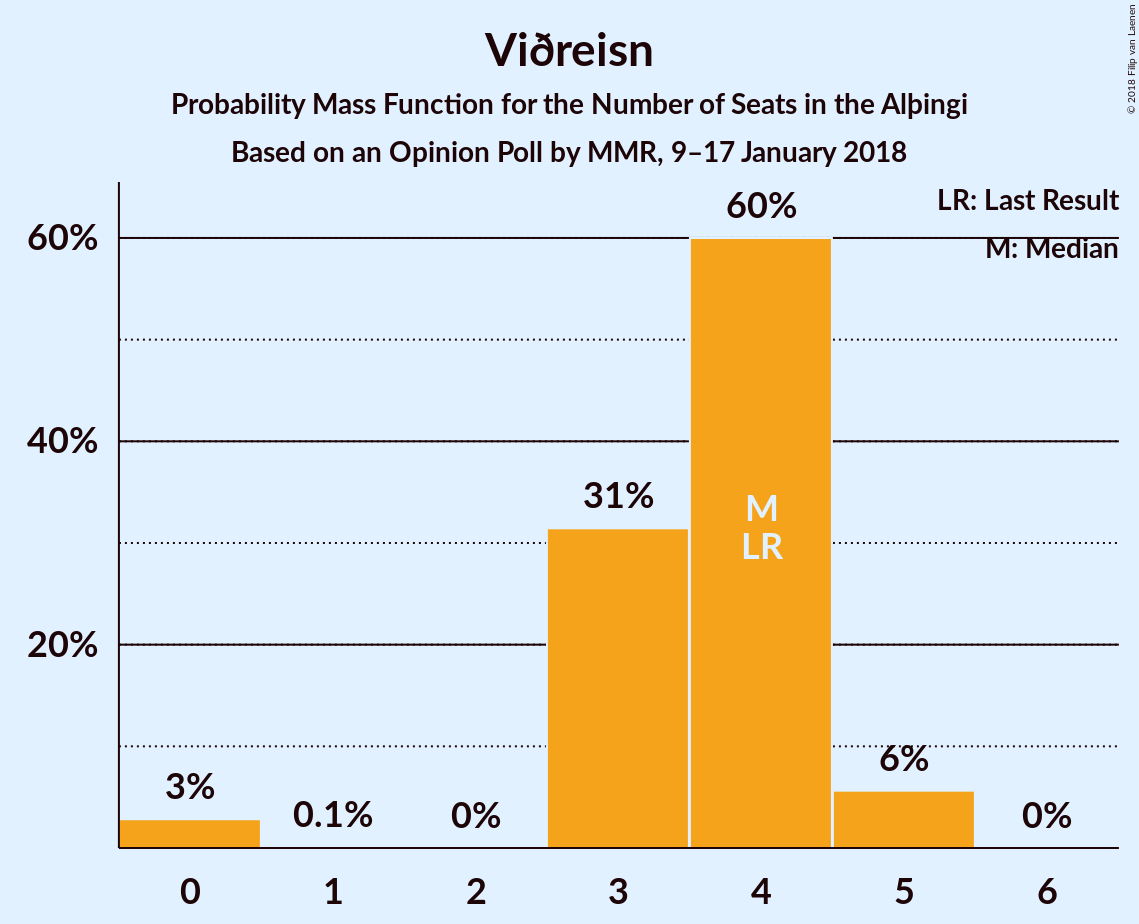 Viðreisn
Probability Mass Function for the Number of Seats in the Alþingi
Based on an Opinion Poll by MMR, 9–17 January 2018
© 2018 Filip van Laenen
LR: Last Result
M: Median
60%
40%
20%
3%
0.1%
0%
31%
60%
M
LR
6%
0%
0 1 2 3 4 5 6